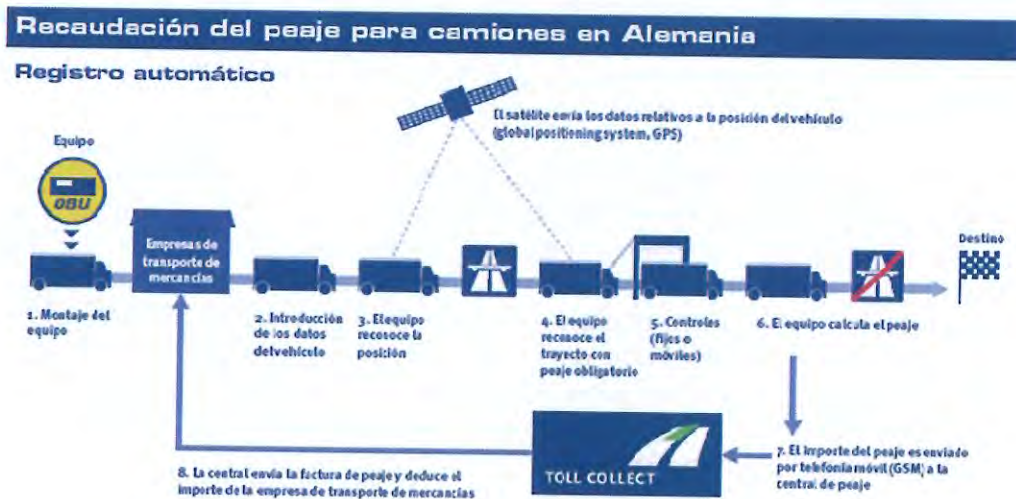 Recaudación del peaje para camiones en Alemania
Registro automático
El satélite envía los datos relativos a la posición del vehículo
(global positioning system, GPS)
Equipo
OBU
Empresas de
transporte de
mercancías
Destino
1. Montaje del
equipo
2. Introducción
de los datos
del vehículo
3. El equipo
reconoce la
posición
4. El equipo
reconoce el
trayecto con
peaje obligatorio
5. Controles
(fijos o
móviles)
6. El equipo calcula el peaje
7. El importe del peaje es enviado
por telefonía móvil (GSM) a la
central de peaje
TOLL COLLECT
8. La central envía la factura de peaje y deduce el
importe de la empresa de transporte de mercancías